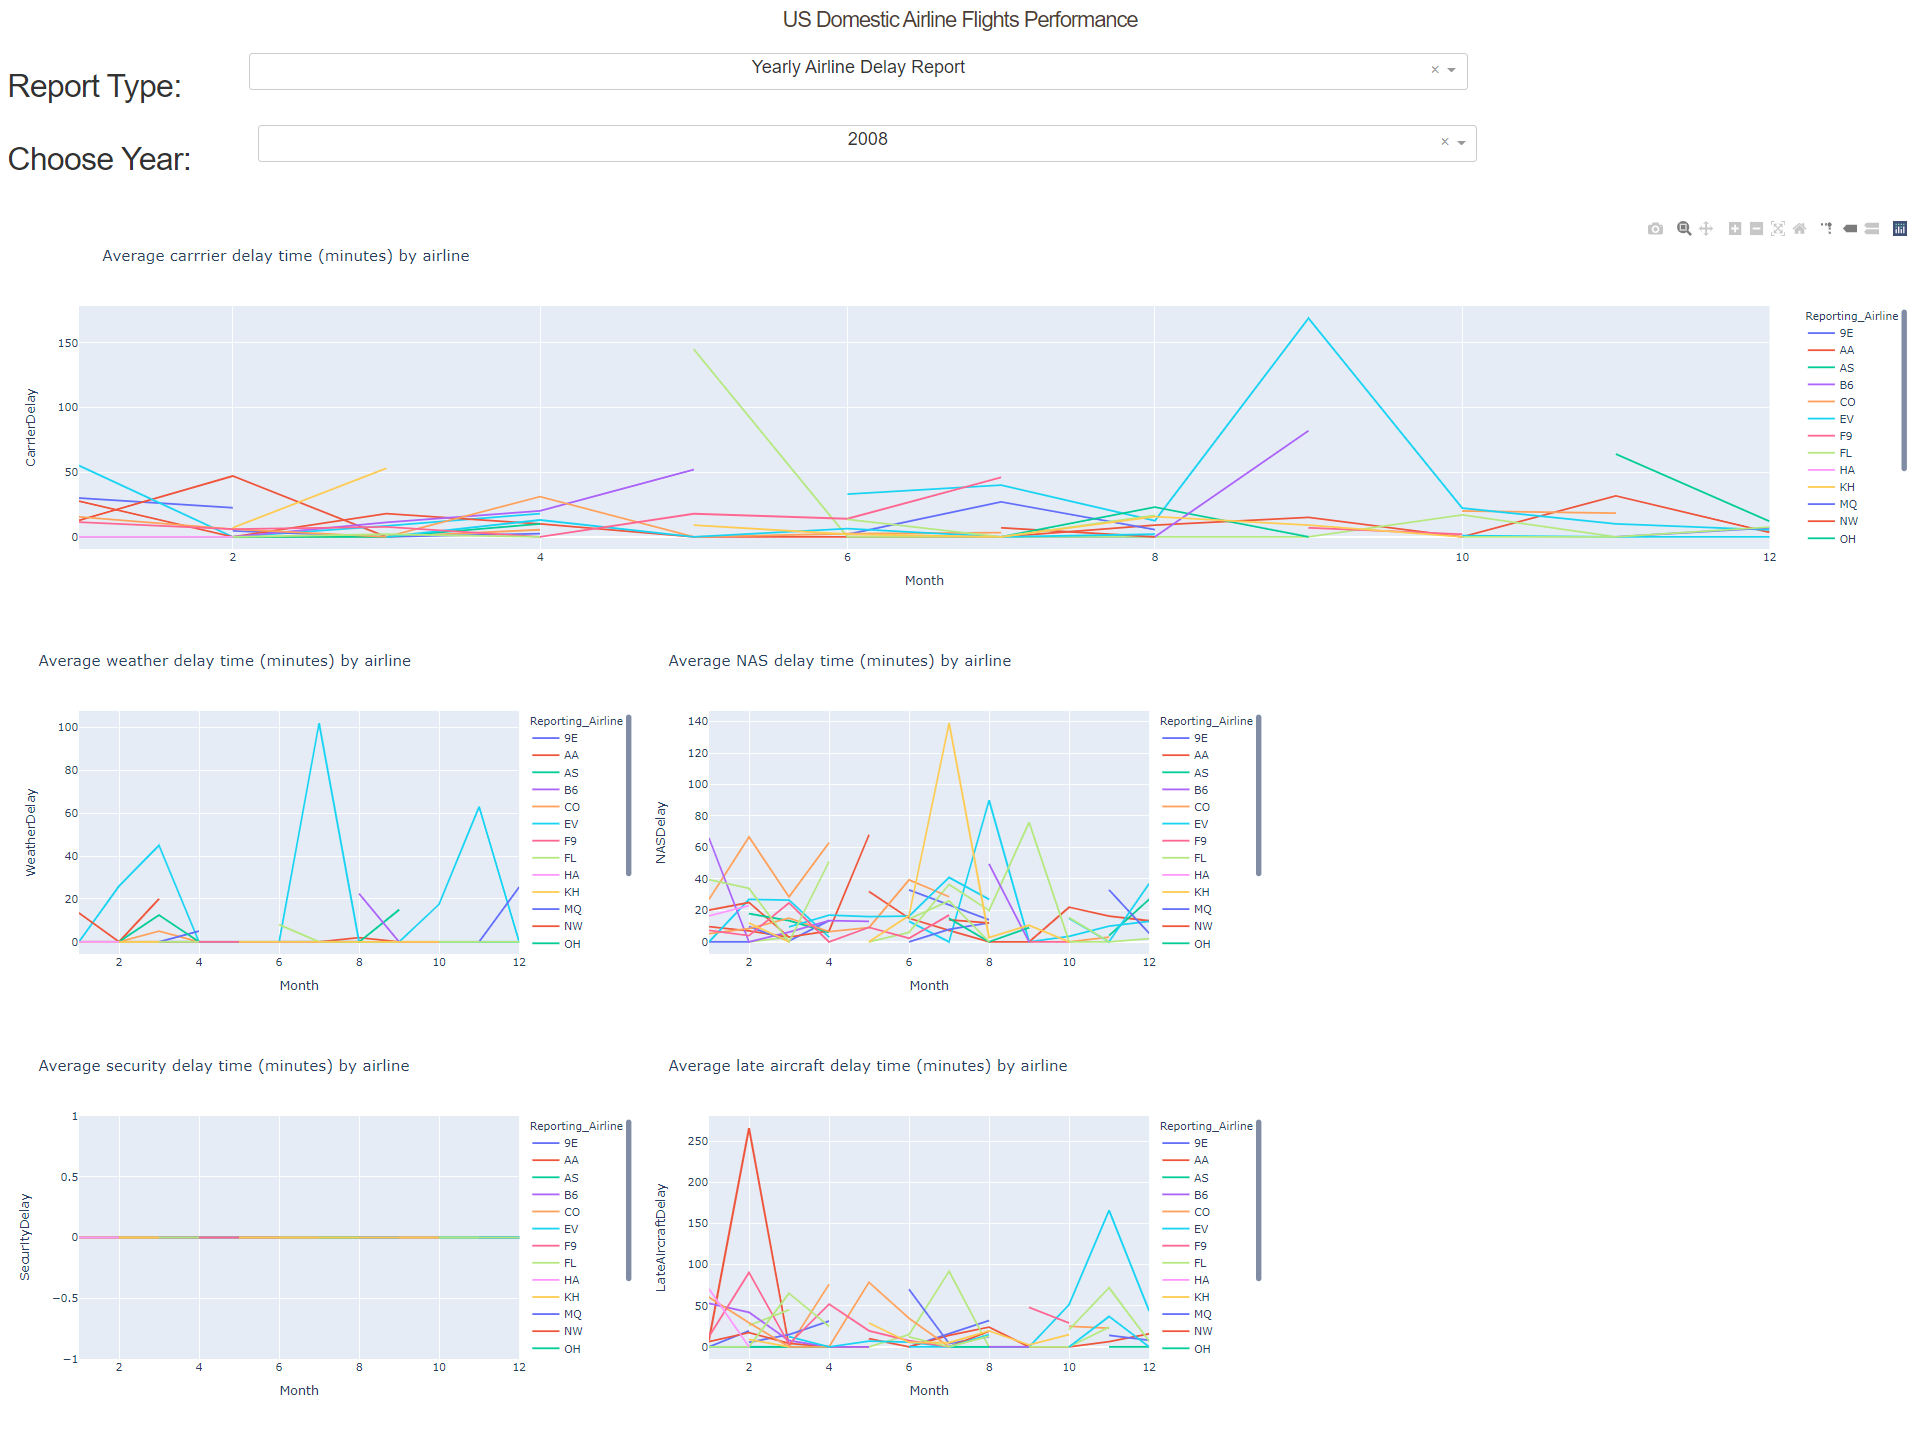 US Domestic Airline Flights Performance
Report Type:
Yearly Airline Delay Report
×
Choose Year:
2008
×
Average carrrier delay time (minutes) by airline
CarrierDelay
150
100
50
0
2 4 6 8 10 12
Month
Reporting_Airline
9E
AA
AS
B6
CO
EV
F9
FL
HA
KH
MQ
NW
OH
Average weather delay time (minutes) by airline
WeatherDelay
100
80
60
40
20
0
2 4 6 8 10 12
Month
Reporting_Airline
9E
AA
AS
B6
CO
EV
F9
FL
HA
KH
MQ
NW
OH
Average NAS delay time (minutes) by airline
NASDelay
140
120
100
80
60
40
20
0
2 4 6 8 10 12
Month
Reporting_Airline
9E
AA
AS
B6
CO
EV
F9
FL
HA
KH
MQ
NW
OH
Average security delay time (minutes) by airline
SecurityDelay
1
0.5
0
−0.5
−1
2 4 6 8 10 12
Month
Reporting_Airline
9E
AA
AS
B6
CO
EV
F9
FL
HA
KH
MQ
NW
OH
Average late aircraft delay time (minutes) by airline
LateAircraftDelay
250
200
150
100
50
0
2 4 6 8 10 12
Month
Reporting_Airline
9E
AA
AS
B6
CO
EV
F9
FL
HA
KH
MQ
NW
OH